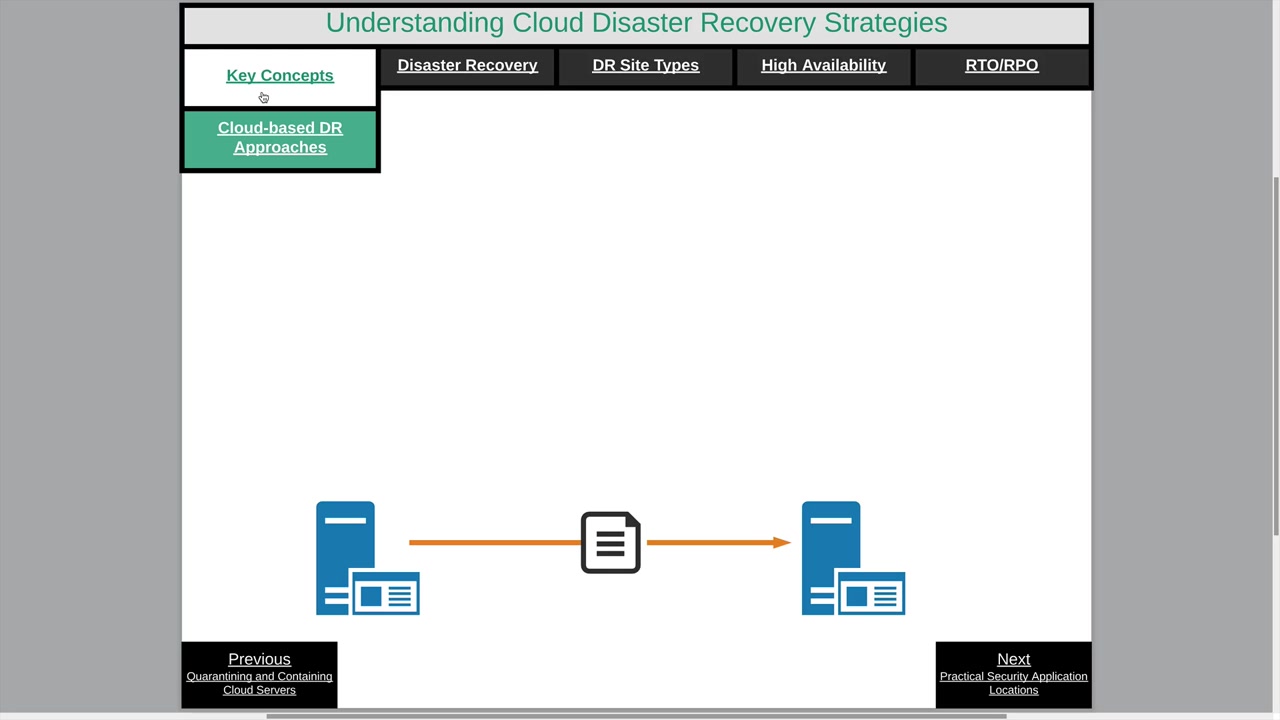 Understanding Cloud Disaster Recovery Strategies
Key Concepts
Disaster Recovery
DR Site Types
High Availability
RTO/RPO
Cloud-based DR
Approaches
Previous
Quarantining and Containing
Cloud Servers
Next
Practical Security Application
Locations